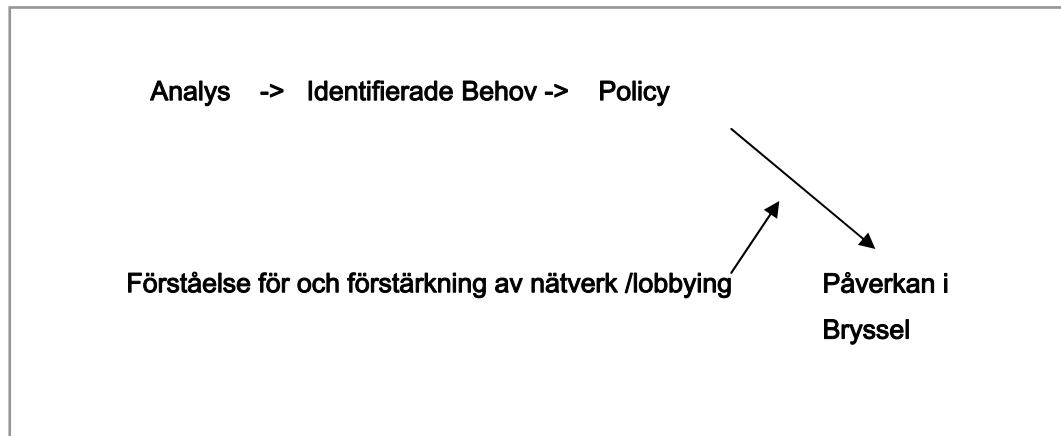 Analys -> Identifierade Behov -> Policy
Förståelse för och förstärkning av nätverk /lobbying
Påverkan i
Bryssel